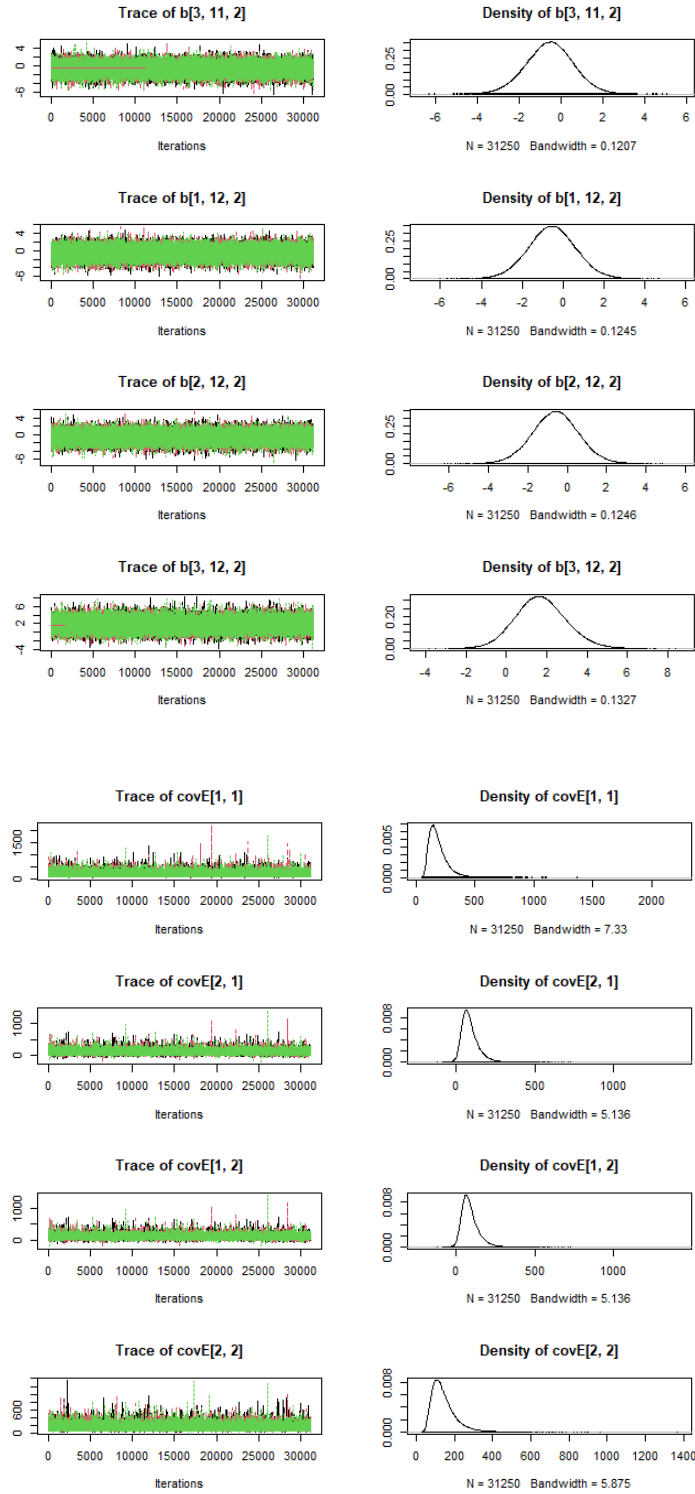 Trace of b[3, 11, 2]
Density of b[3, 11, 2]
-6 0 4
0.00 0.25
0 5000 10000 15000 20000 25000 30000
-6 -4 -2 0 2 4 6
Iterations
N = 31250 Bandwidth = 0.1207
Trace of b[1, 12, 2]
Density of b[1, 12, 2]
-6 0 4
0.00 0.25
0 5000 10000 15000 20000 25000 30000
-6 -4 -2 0 2 4 6
Iterations
N = 31250 Bandwidth = 0.1245
Trace of b[2, 12, 2]
Density of b[2, 12, 2]
-6 0 4
0.00 0.25
0 5000 10000 15000 20000 25000 30000
-6 -4 -2 0 2 4 6
Iterations
N = 31250 Bandwidth = 0.1246
Trace of b[3, 12, 2]
Density of b[3, 12, 2]
-4 2 6
0.00 0.20
0 5000 10000 15000 20000 25000 30000
-4 -2 0 2 4 6 8
Iterations
N = 31250 Bandwidth = 0.1327
Trace of covE[1, 1]
Density of covE[1, 1]
0 1500
0.000 0.005
0 5000 10000 15000 20000 25000 30000
0 500 1000 1500 2000
Iterations
N = 31250 Bandwidth = 7.33
Trace of covE[2, 1]
Density of covE[2, 1]
0 1000
0.000 0.008
0 5000 10000 15000 20000 25000 30000
0 500 1000
Iterations
N = 31250 Bandwidth = 5.136
Trace of covE[1, 2]
Density of covE[1, 2]
0 1000
0.000 0.008
0 5000 10000 15000 20000 25000 30000
0 500 1000
Iterations
N = 31250 Bandwidth = 5.136
Trace of covE[2, 2]
Density of covE[2, 2]
0 600
0.000 0.008
0 5000 10000 15000 20000 25000 30000
0 200 400 600 800 1000 1200 1400
Iterations
N = 31250 Bandwidth = 5.875